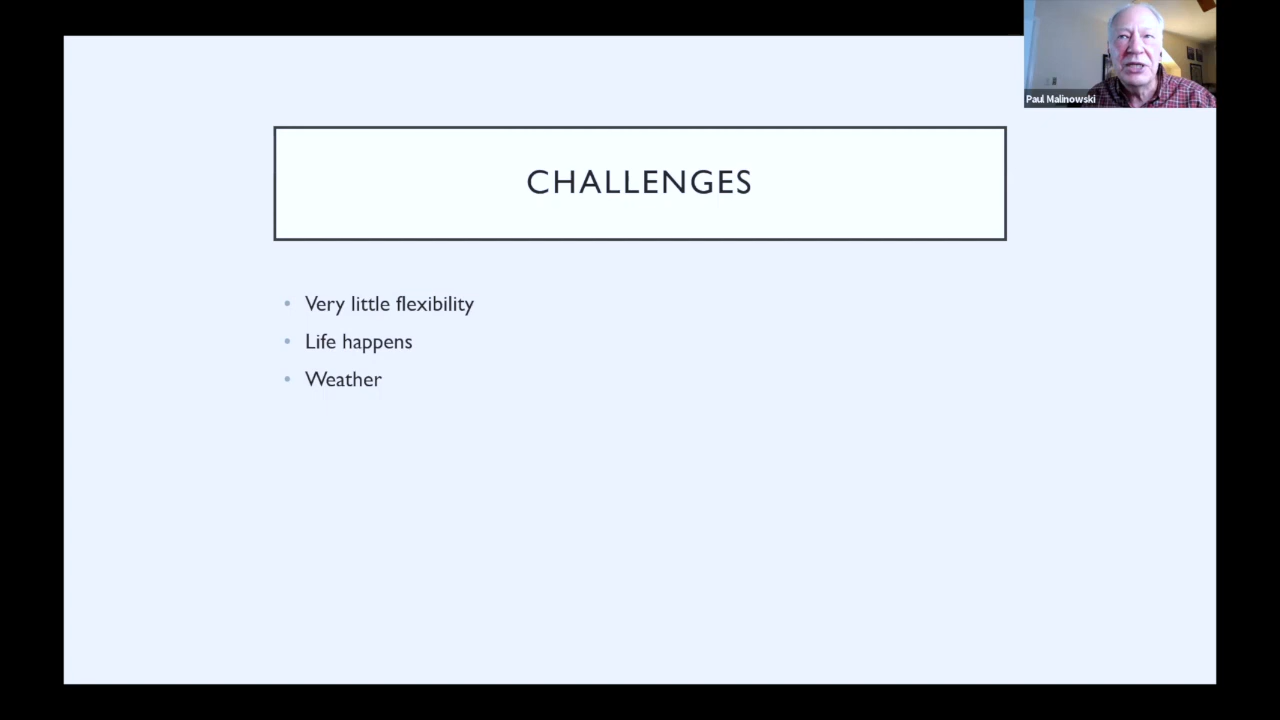 Paul Malinowski
CHALLENGES
• Very little flexibility
• Life happens
• Weather